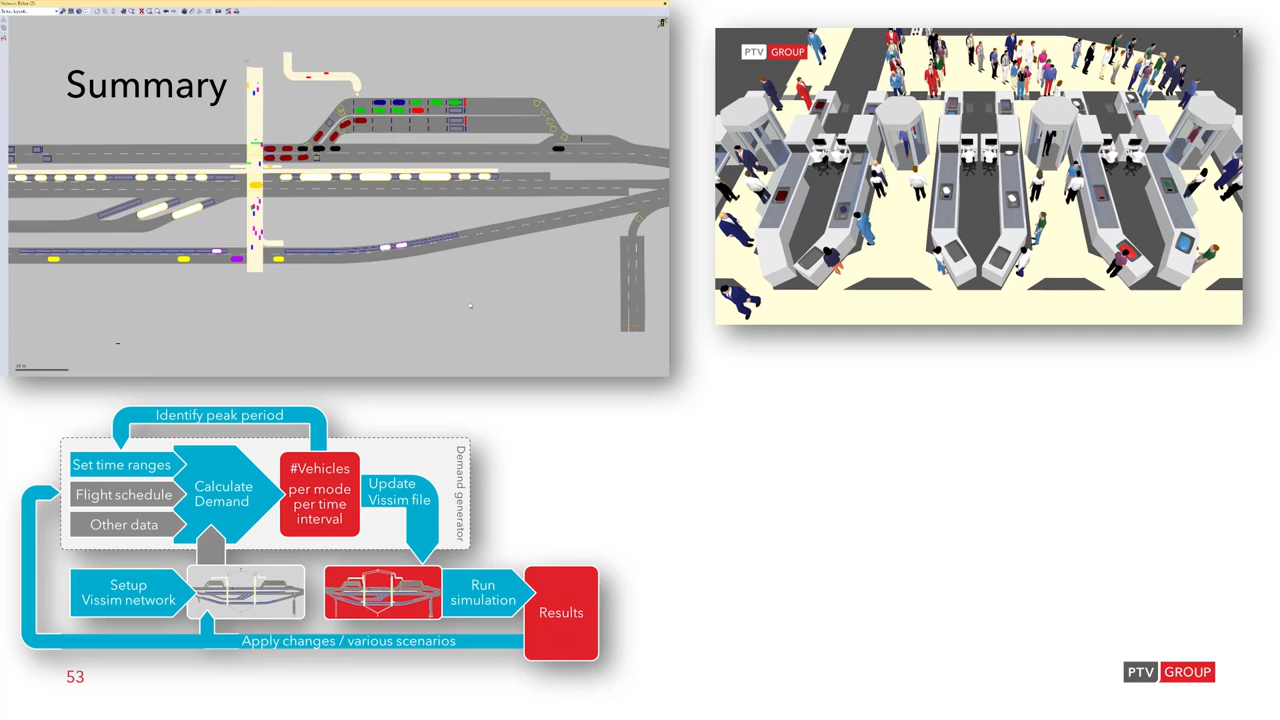 Summary
PTV GROUP
Identify peak period
Set time ranges
Flight schedule
Other data
Calculate
Demand
#Vehicles
per mode
per time
interval
Update
Vissim file
Demand generator
Setup
Vissim network
Run
simulation
Results
Apply changes / various scenarios
53
PTV GROUP